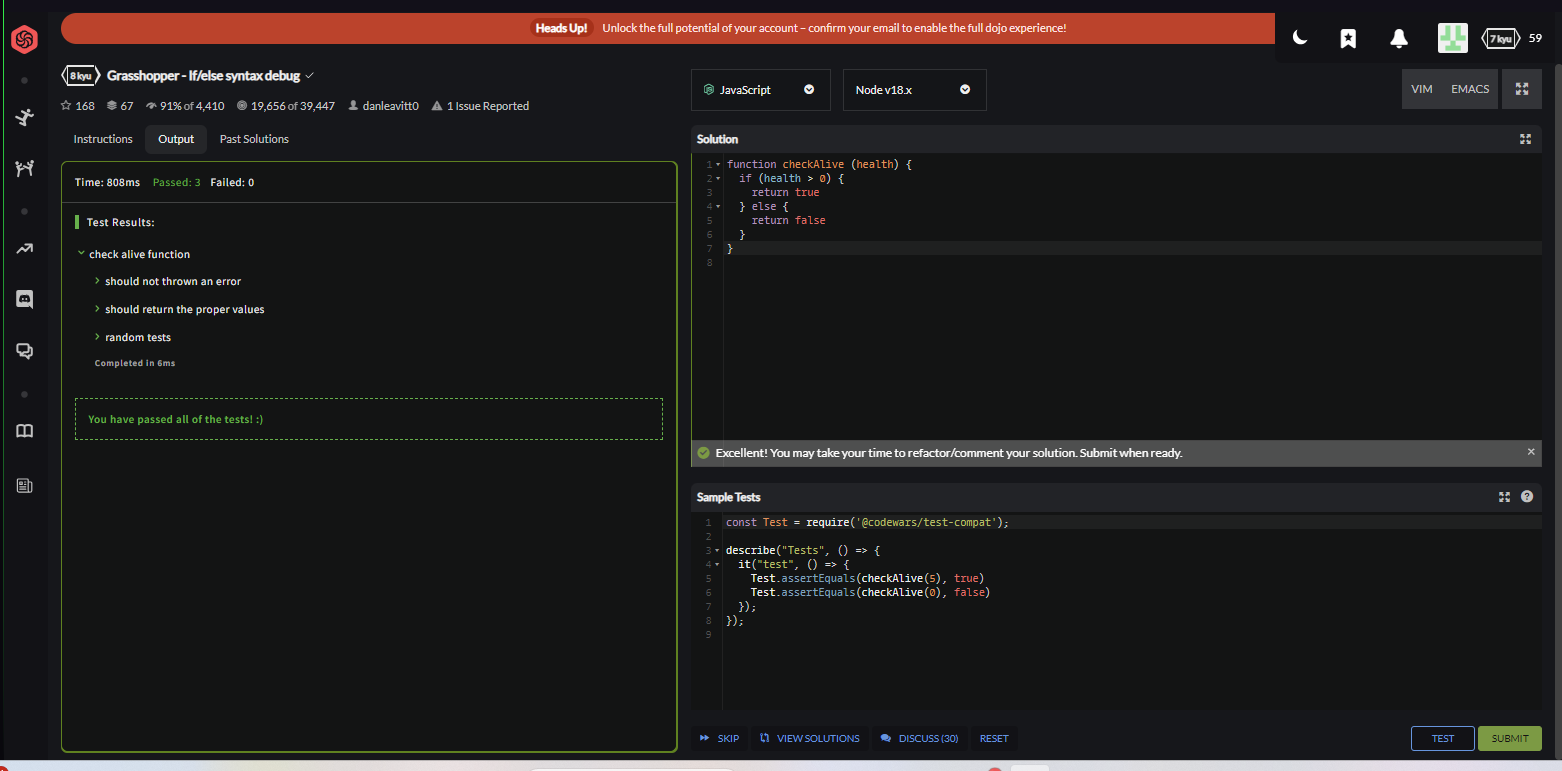 Heads Up! Unlock the full potential of your account – confirm your email to enable the full dojo experience!
7 kyu 59
8 kyu Grasshopper - If/else syntax debug
168 67 91% of 4,410 19,656 of 39,447 danleavitt0 1 Issue Reported
Instructions Output Past Solutions
Time: 808ms Passed: 3 Failed: 0
Test Results:
check alive function
should not thrown an error
should return the proper values
random tests
Completed in 6ms
You have passed all of the tests! :)
JavaScript Node v18.x VIM EMACS
Solution
1 function checkAlive (health) {
2 if (health > 0) {
3 return true
4 } else {
5 return false
6 }
7 }
8
Excellent! You may take your time to refactor/comment your solution. Submit when ready.
Sample Tests
1 const Test = require('@codewars/test-compat');
2
3 describe("Tests", () => {
4 it("test", () => {
5 Test.assertEquals(checkAlive(5), true)
6 Test.assertEquals(checkAlive(0), false)
7 });
8 });
9
SKIP VIEW SOLUTIONS DISCUSS (30) RESET TEST SUBMIT